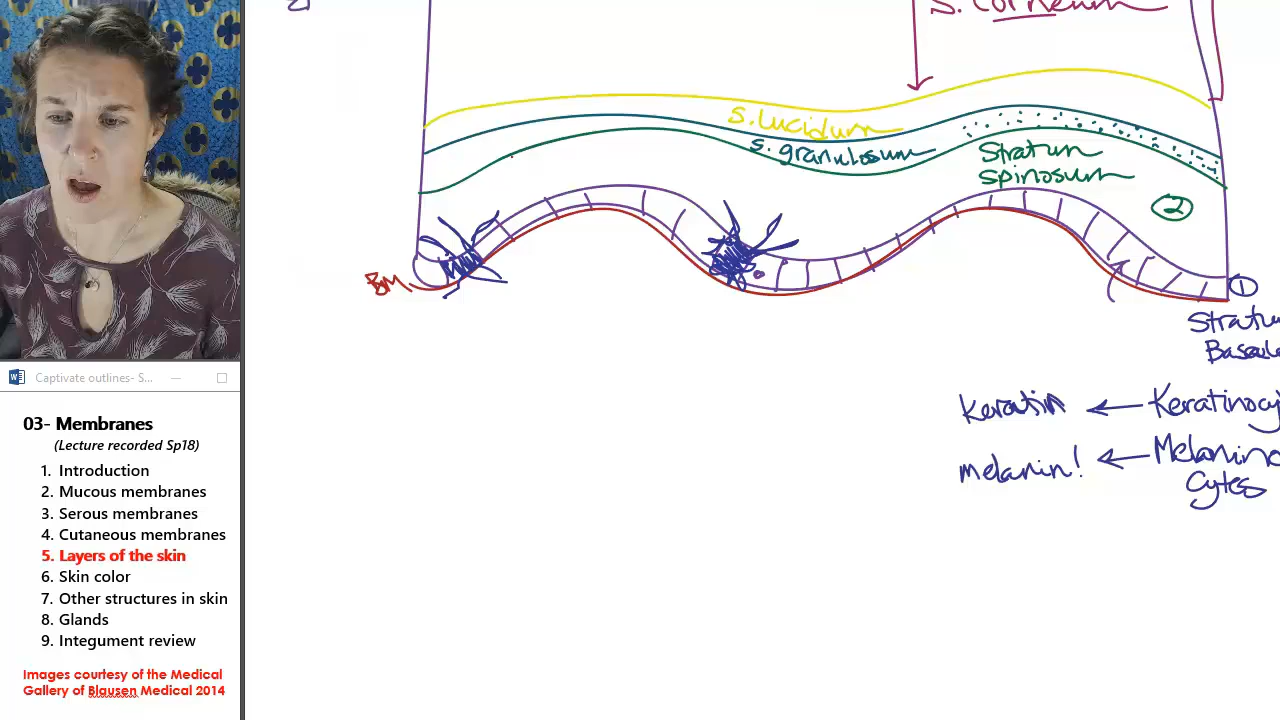 S. corneum
S. lucidum
S. granulosum
Stratum
spinosum
2
BM
1
Stratu
Basale
Keratin ← Keratinocy
melanin! ← Melanino
Cytes
Captivate outlines- S...
03- Membranes
(Lecture recorded Sp18)
1. Introduction
2. Mucous membranes
3. Serous membranes
4. Cutaneous membranes
5. Layers of the skin
6. Skin color
7. Other structures in skin
8. Glands
9. Integument review
Images courtesy of the Medical
Gallery of Blausen Medical 2014